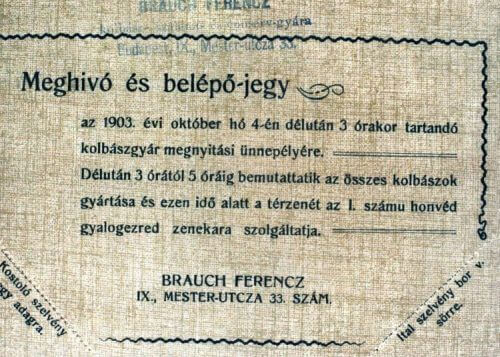 BRAUCH FERENCZ
Budapest, IX., Mester-utcza 33.
Meghivó és belépő-jegy
az 1903. évi október hó 4-én délután 3 órakor tartandó
kolbászgyár megnyitási ünnepélyére.
Délután 3 órától 5 óráig bemutattatik az összes kolbászok
gyártása és ezen idő alatt a térzenét az I. számu honvéd
gyalogezred zenekara szolgáltatja.
BRAUCH FERENCZ
IX., MESTER-UTCZA 33. SZÁM.
Kostoló szelvény
egy adagra.
Ital szelvény bor v.
sörre.